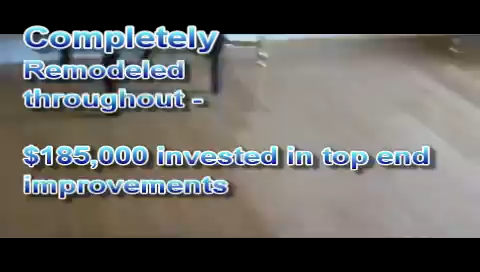 Completely
Remodeled
throughout -
$185,000 invested in top end
improvements